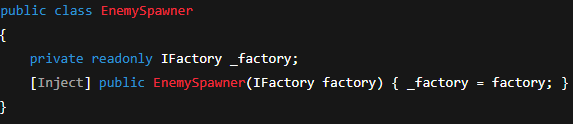 public class EnemySpawner
{
    private readonly IFactory _factory;
    [Inject] public EnemySpawner(IFactory factory) { _factory = factory; }
}